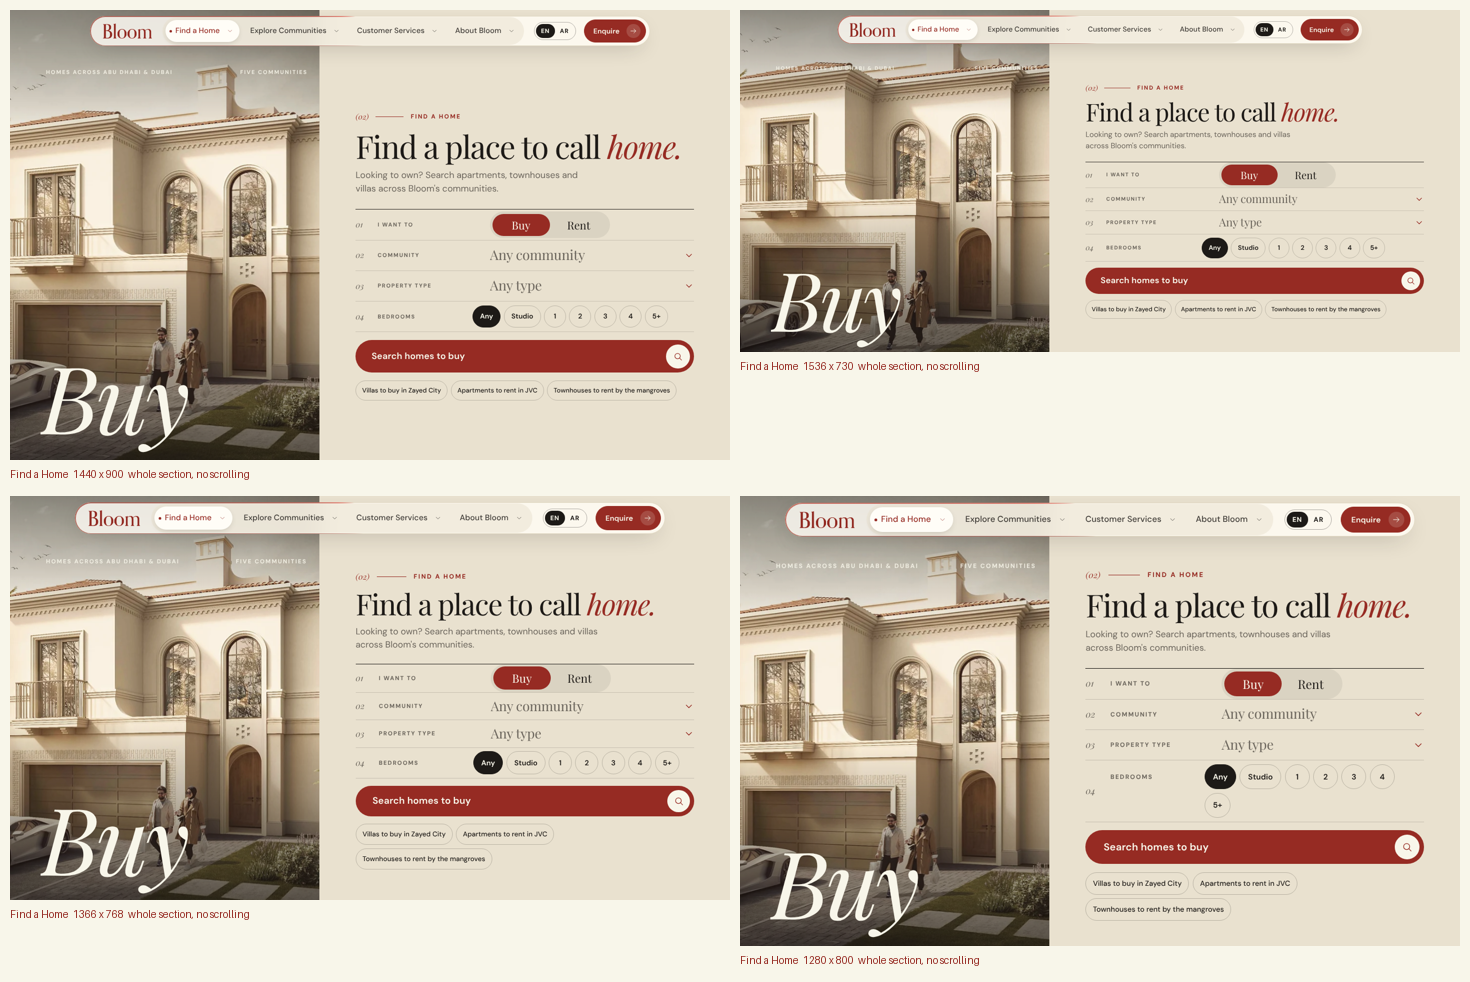 Bloom
Find a Home
Explore Communities
Customer Services
About Bloom
EN AR
Enquire
HOMES ACROSS ABU DHABI & DUBAI
FIVE COMMUNITIES
(02) FIND A HOME
Find a place to call home.
Looking to own? Search apartments, townhouses and
villas across Bloom's communities.
01 I WANT TO Buy Rent
02 COMMUNITY Any community
03 PROPERTY TYPE Any type
04 BEDROOMS Any Studio 1 2 3 4 5+
Search homes to buy
Villas to buy in Zayed City Apartments to rent in JVC Townhouses to rent by the mangroves
Buy
Find a Home 1440 x 900 whole section, no scrolling
Bloom
Find a Home
Explore Communities
Customer Services
About Bloom
EN AR
Enquire
HOMES ACROSS ABU DHABI & DUBAI
FIVE COMMUNITIES
(02) FIND A HOME
Find a place to call home.
Looking to own? Search apartments, townhouses and villas
across Bloom's communities.
01 I WANT TO Buy Rent
02 COMMUNITY Any community
03 PROPERTY TYPE Any type
04 BEDROOMS Any Studio 1 2 3 4 5+
Search homes to buy
Villas to buy in Zayed City Apartments to rent in JVC Townhouses to rent by the mangroves
Buy
Find a Home 1536 x 730 whole section, no scrolling
Bloom
Find a Home
Explore Communities
Customer Services
About Bloom
EN AR
Enquire
HOMES ACROSS ABU DHABI & DUBAI
FIVE COMMUNITIES
(02) FIND A HOME
Find a place to call home.
Looking to own? Search apartments, townhouses and villas
across Bloom's communities.
01 I WANT TO Buy Rent
02 COMMUNITY Any community
03 PROPERTY TYPE Any type
04 BEDROOMS Any Studio 1 2 3 4 5+
Search homes to buy
Villas to buy in Zayed City Apartments to rent in JVC
Townhouses to rent by the mangroves
Buy
Find a Home 1366 x 768 whole section, no scrolling
Bloom
Find a Home
Explore Communities
Customer Services
About Bloom
EN AR
Enquire
HOMES ACROSS ABU DHABI & DUBAI
FIVE COMMUNITIES
(02) FIND A HOME
Find a place to call home.
Looking to own? Search apartments, townhouses and villas
across Bloom's communities.
01 I WANT TO Buy Rent
02 COMMUNITY Any community
03 PROPERTY TYPE Any type
04 BEDROOMS Any Studio 1 2 3 4
5+
Search homes to buy
Villas to buy in Zayed City Apartments to rent in JVC
Townhouses to rent by the mangroves
Buy
Find a Home 1280 x 800 whole section, no scrolling